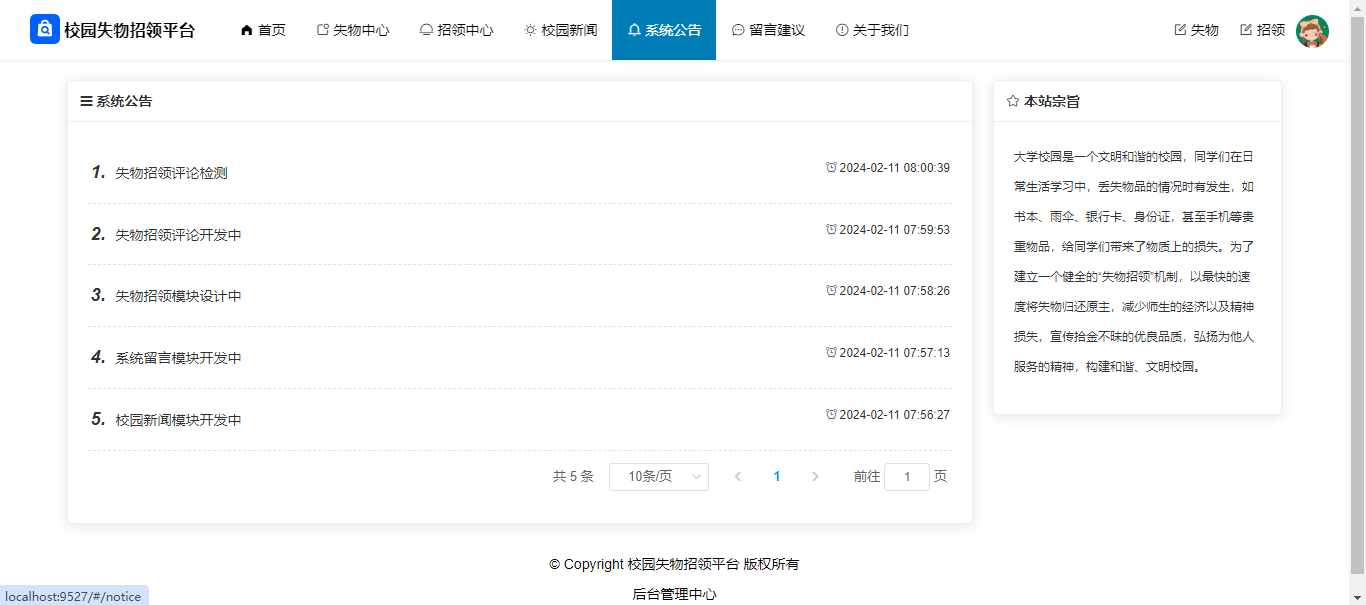 校园失物招领平台 首页 失物中心 招领中心 校园新闻 系统公告 留言建议 关于我们 失物 招领
系统公告
1. 失物招领评论检测 2024-02-11 08:00:39
2. 失物招领评论开发中 2024-02-11 07:59:53
3. 失物招领模块设计中 2024-02-11 07:58:26
4. 系统留言模块开发中 2024-02-11 07:57:13
5. 校园新闻模块开发中 2024-02-11 07:56:27
共 5 条 10条/页 1 前往 1 页
本站宗旨
大学校园是一个文明和谐的校园，同学们在日
常生活学习中，丢失物品的情况时有发生，如
书本、雨伞、银行卡、身份证，甚至手机等贵
重物品，给同学们带来了物质上的损失。为了
建立一个健全的“失物招领”机制，以最快的速
度将失物归还原主，减少师生的经济以及精神
损失，宣传拾金不昧的优良品质，弘扬为他人
服务的精神，构建和谐、文明校园。
© Copyright 校园失物招领平台 版权所有
后台管理中心
localhost:9527/#/notice